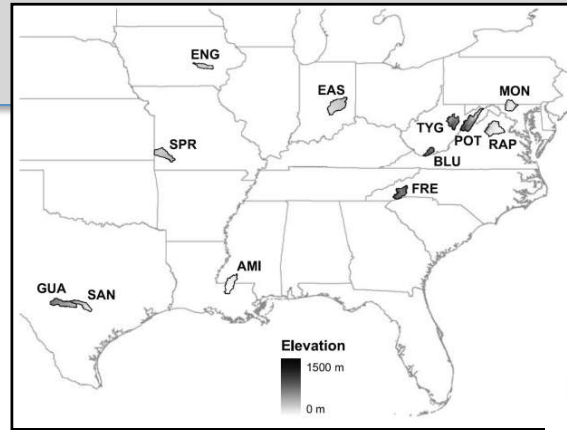 ENG
EAS
MON
TYG
POT
RAP
SPR
BLU
FRE
AMI
GUA
SAN
Elevation
1500 m
0 m